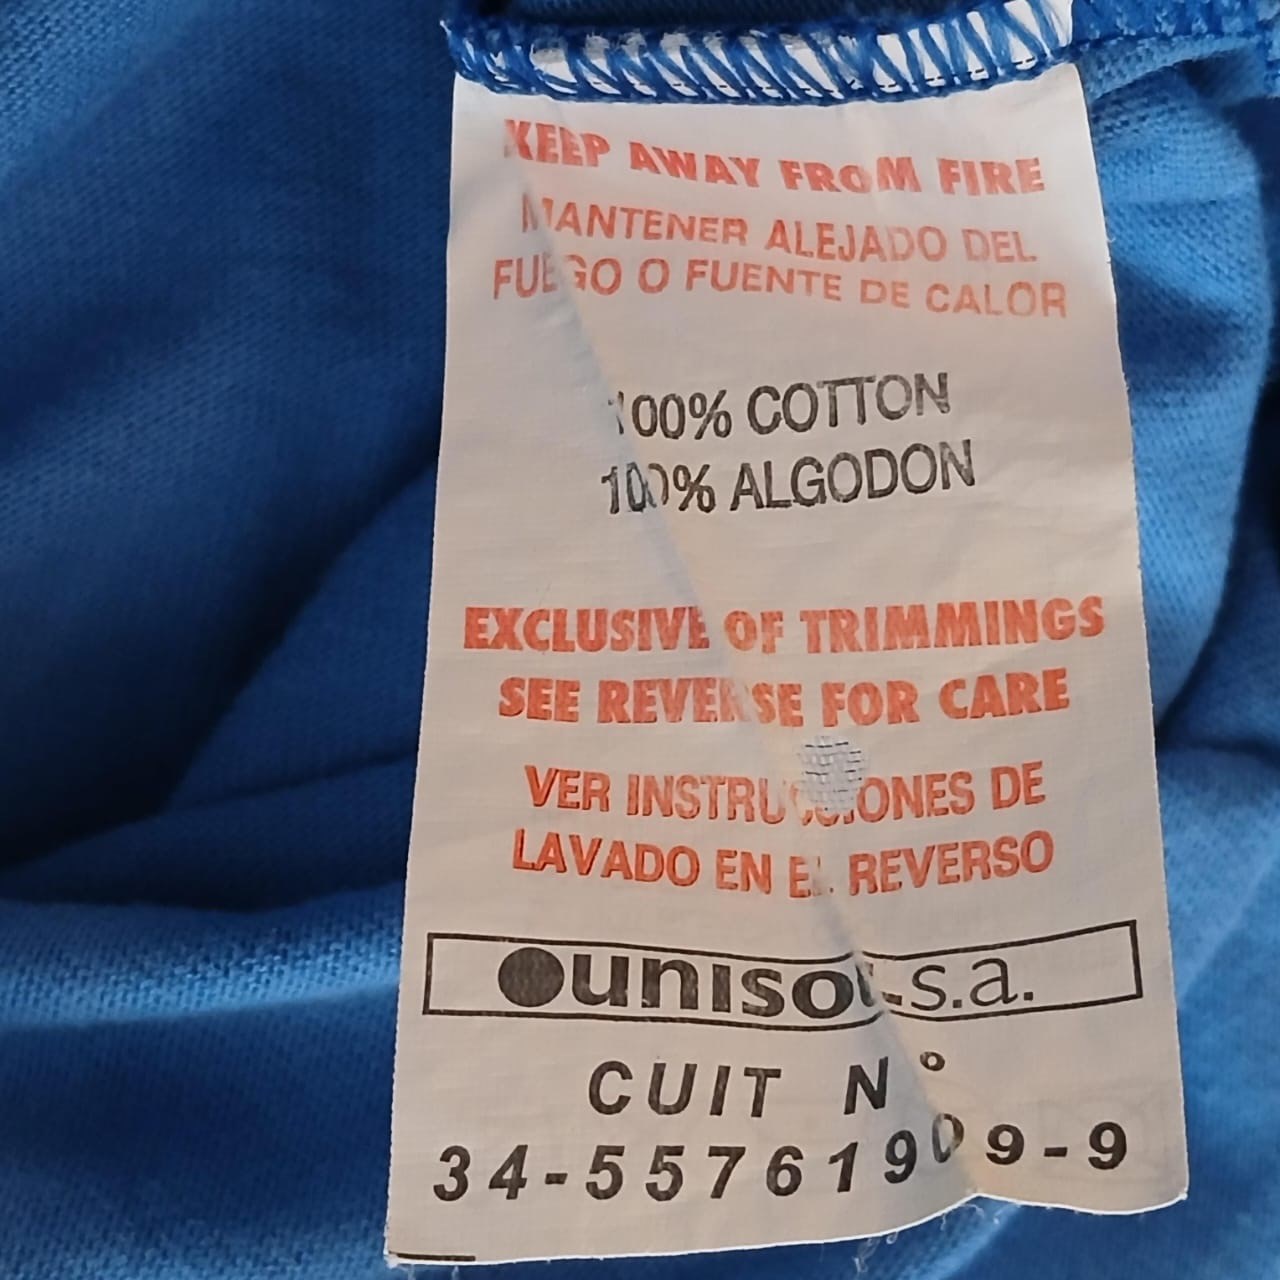 KEEP AWAY FROM FIRE
MANTENER ALEJADO DEL
FUEGO O FUENTE DE CALOR
100% COTTON
100% ALGODON
EXCLUSIVE OF TRIMMINGS
SEE REVERSE FOR CARE
VER INSTRUCCIONES DE
LAVADO EN EL REVERSO
unisol s.a.
CUIT Nº
34-55761909-9